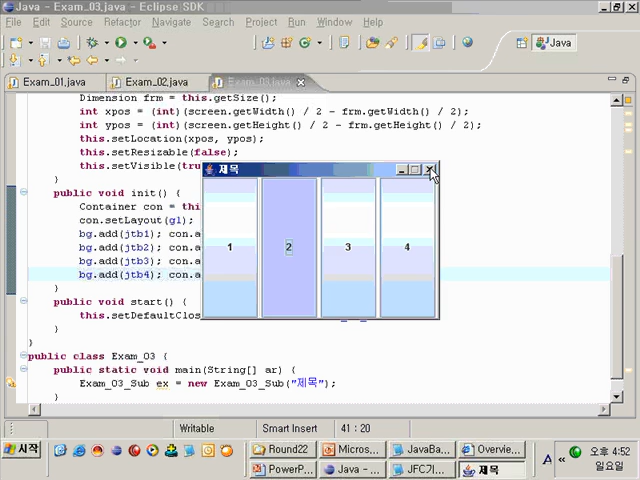 Java - Exam_03.java - Eclipse SDK
File Edit Source Refactor Navigate Search Project Run Window Help
Java
Exam_01.java Exam_02.java Exam_03.java
Dimension frm = this.getSize();
int xpos = (int)(screen.getWidth() / 2 - frm.getWidth() / 2);
int ypos = (int)(screen.getHeight() / 2 - frm.getHeight() / 2);
this.setLocation(xpos, ypos);
this.setResizable(false);
this.setVisible(tru
}
public void init() {
Container con = this
con.setLayout(gl);
bg.add(jtb1); con.a
bg.add(jtb2); con.a
bg.add(jtb3); con.a
bg.add(jtb4); con.a
}
public void start() {
this.setDefaultClos
}
}
public class Exam_03 {
public static void main(String[] ar) {
Exam_03_Sub ex = new Exam_03_Sub("제목");
}
제목
1 2 3 4
Writable Smart Insert 41 : 20
시작
Round22 Micros... JavaBa... Overvie...
PowerP... Java - ... JFC기... 제목
A «
오후 4:52
일요일